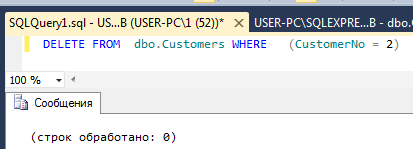 SQLQuery1.sql - US...B (USER-PC\1 (52))* USER-PC\SQLEXPRE...B - dbo.
DELETE FROM dbo.Customers WHERE (CustomerNo = 2)
100 %
Сообщения
(строк обработано: 0)